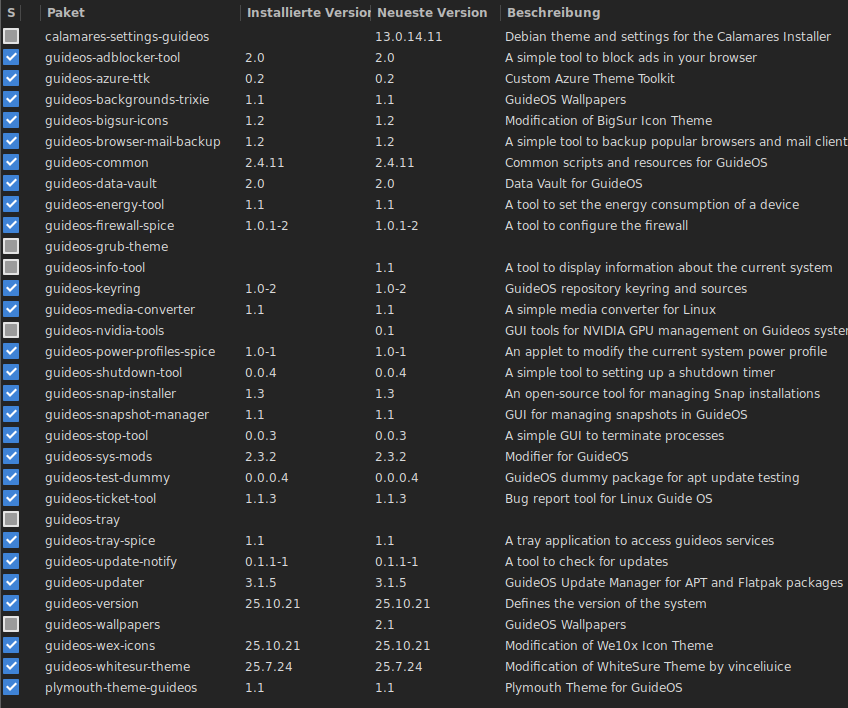 S Paket Installierte Version Neueste Version Beschreibung
calamares-settings-guideos 13.0.14.11 Debian theme and settings for the Calamares Installer
guideos-adblocker-tool 2.0 2.0 A simple tool to block ads in your browser
guideos-azure-ttk 0.2 0.2 Custom Azure Theme Toolkit
guideos-backgrounds-trixie 1.1 1.1 GuideOS Wallpapers
guideos-bigsur-icons 1.2 1.2 Modification of BigSur Icon Theme
guideos-browser-mail-backup 1.2 1.2 A simple tool to backup popular browsers and mail client
guideos-common 2.4.11 2.4.11 Common scripts and resources for GuideOS
guideos-data-vault 2.0 2.0 Data Vault for GuideOS
guideos-energy-tool 1.1 1.1 A tool to set the energy consumption of a device
guideos-firewall-spice 1.0.1-2 1.0.1-2 A tool to configure the firewall
guideos-grub-theme
guideos-info-tool 1.1 A tool to display information about the current system
guideos-keyring 1.0-2 1.0-2 GuideOS repository keyring and sources
guideos-media-converter 1.1 1.1 A simple media converter for Linux
guideos-nvidia-tools 0.1 GUI tools for NVIDIA GPU management on Guideos syster
guideos-power-profiles-spice 1.0-1 1.0-1 An applet to modify the current system power profile
guideos-shutdown-tool 0.0.4 0.0.4 A simple tool to setting up a shutdown timer
guideos-snap-installer 1.3 1.3 An open-source tool for managing Snap installations
guideos-snapshot-manager 1.1 1.1 GUI for managing snapshots in GuideOS
guideos-stop-tool 0.0.3 0.0.3 A simple GUI to terminate processes
guideos-sys-mods 2.3.2 2.3.2 Modifier for GuideOS
guideos-test-dummy 0.0.0.4 0.0.0.4 GuideOS dummy package for apt update testing
guideos-ticket-tool 1.1.3 1.1.3 Bug report tool for Linux Guide OS
guideos-tray
guideos-tray-spice 1.1 1.1 A tray application to access guideos services
guideos-update-notify 0.1.1-1 0.1.1-1 A tool to check for updates
guideos-updater 3.1.5 3.1.5 GuideOS Update Manager for APT and Flatpak packages
guideos-version 25.10.21 25.10.21 Defines the version of the system
guideos-wallpapers 2.1 GuideOS Wallpapers
guideos-wex-icons 25.10.21 25.10.21 Modification of We10x Icon Theme
guideos-whitesur-theme 25.7.24 25.7.24 Modification of WhiteSure Theme by vinceliuice
plymouth-theme-guideos 1.1 1.1 Plymouth Theme for GuideOS